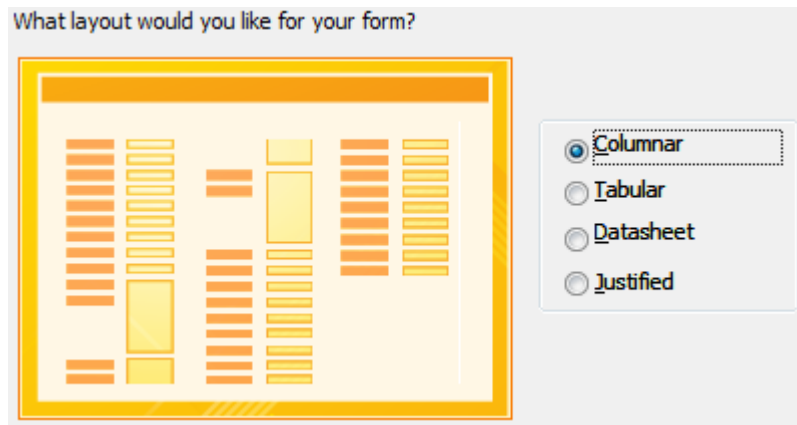 What layout would you like for your form?
Columnar
Tabular
Datasheet
Justified